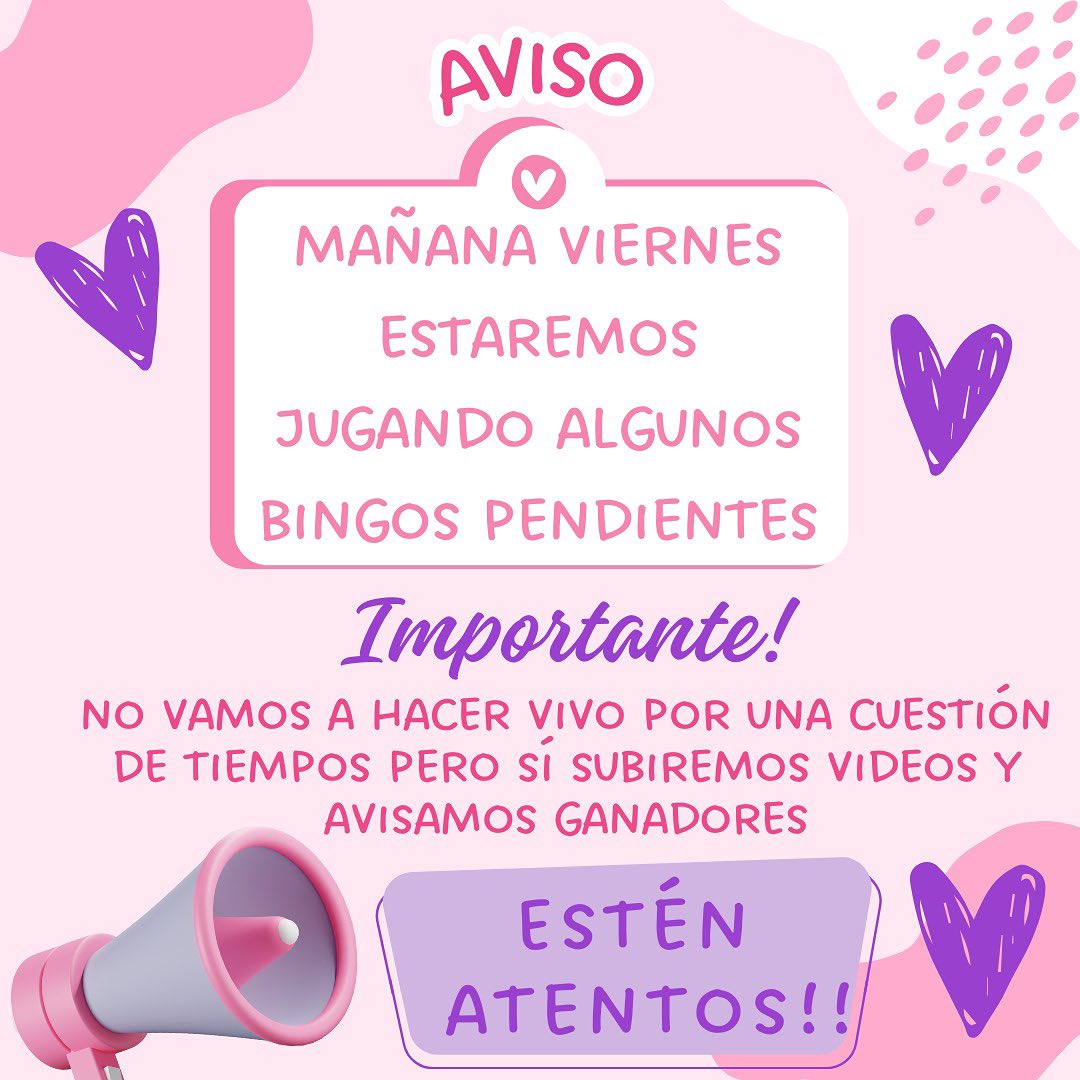 AVISO
MAÑANA VIERNES
ESTAREMOS
JUGANDO ALGUNOS
BINGOS PENDIENTES
Importante!
NO VAMOS A HACER VIVO POR UNA CUESTIÓN
DE TIEMPOS PERO SÍ SUBIREMOS VIDEOS Y
AVISAMOS GANADORES
ESTÉN
ATENTOS!!